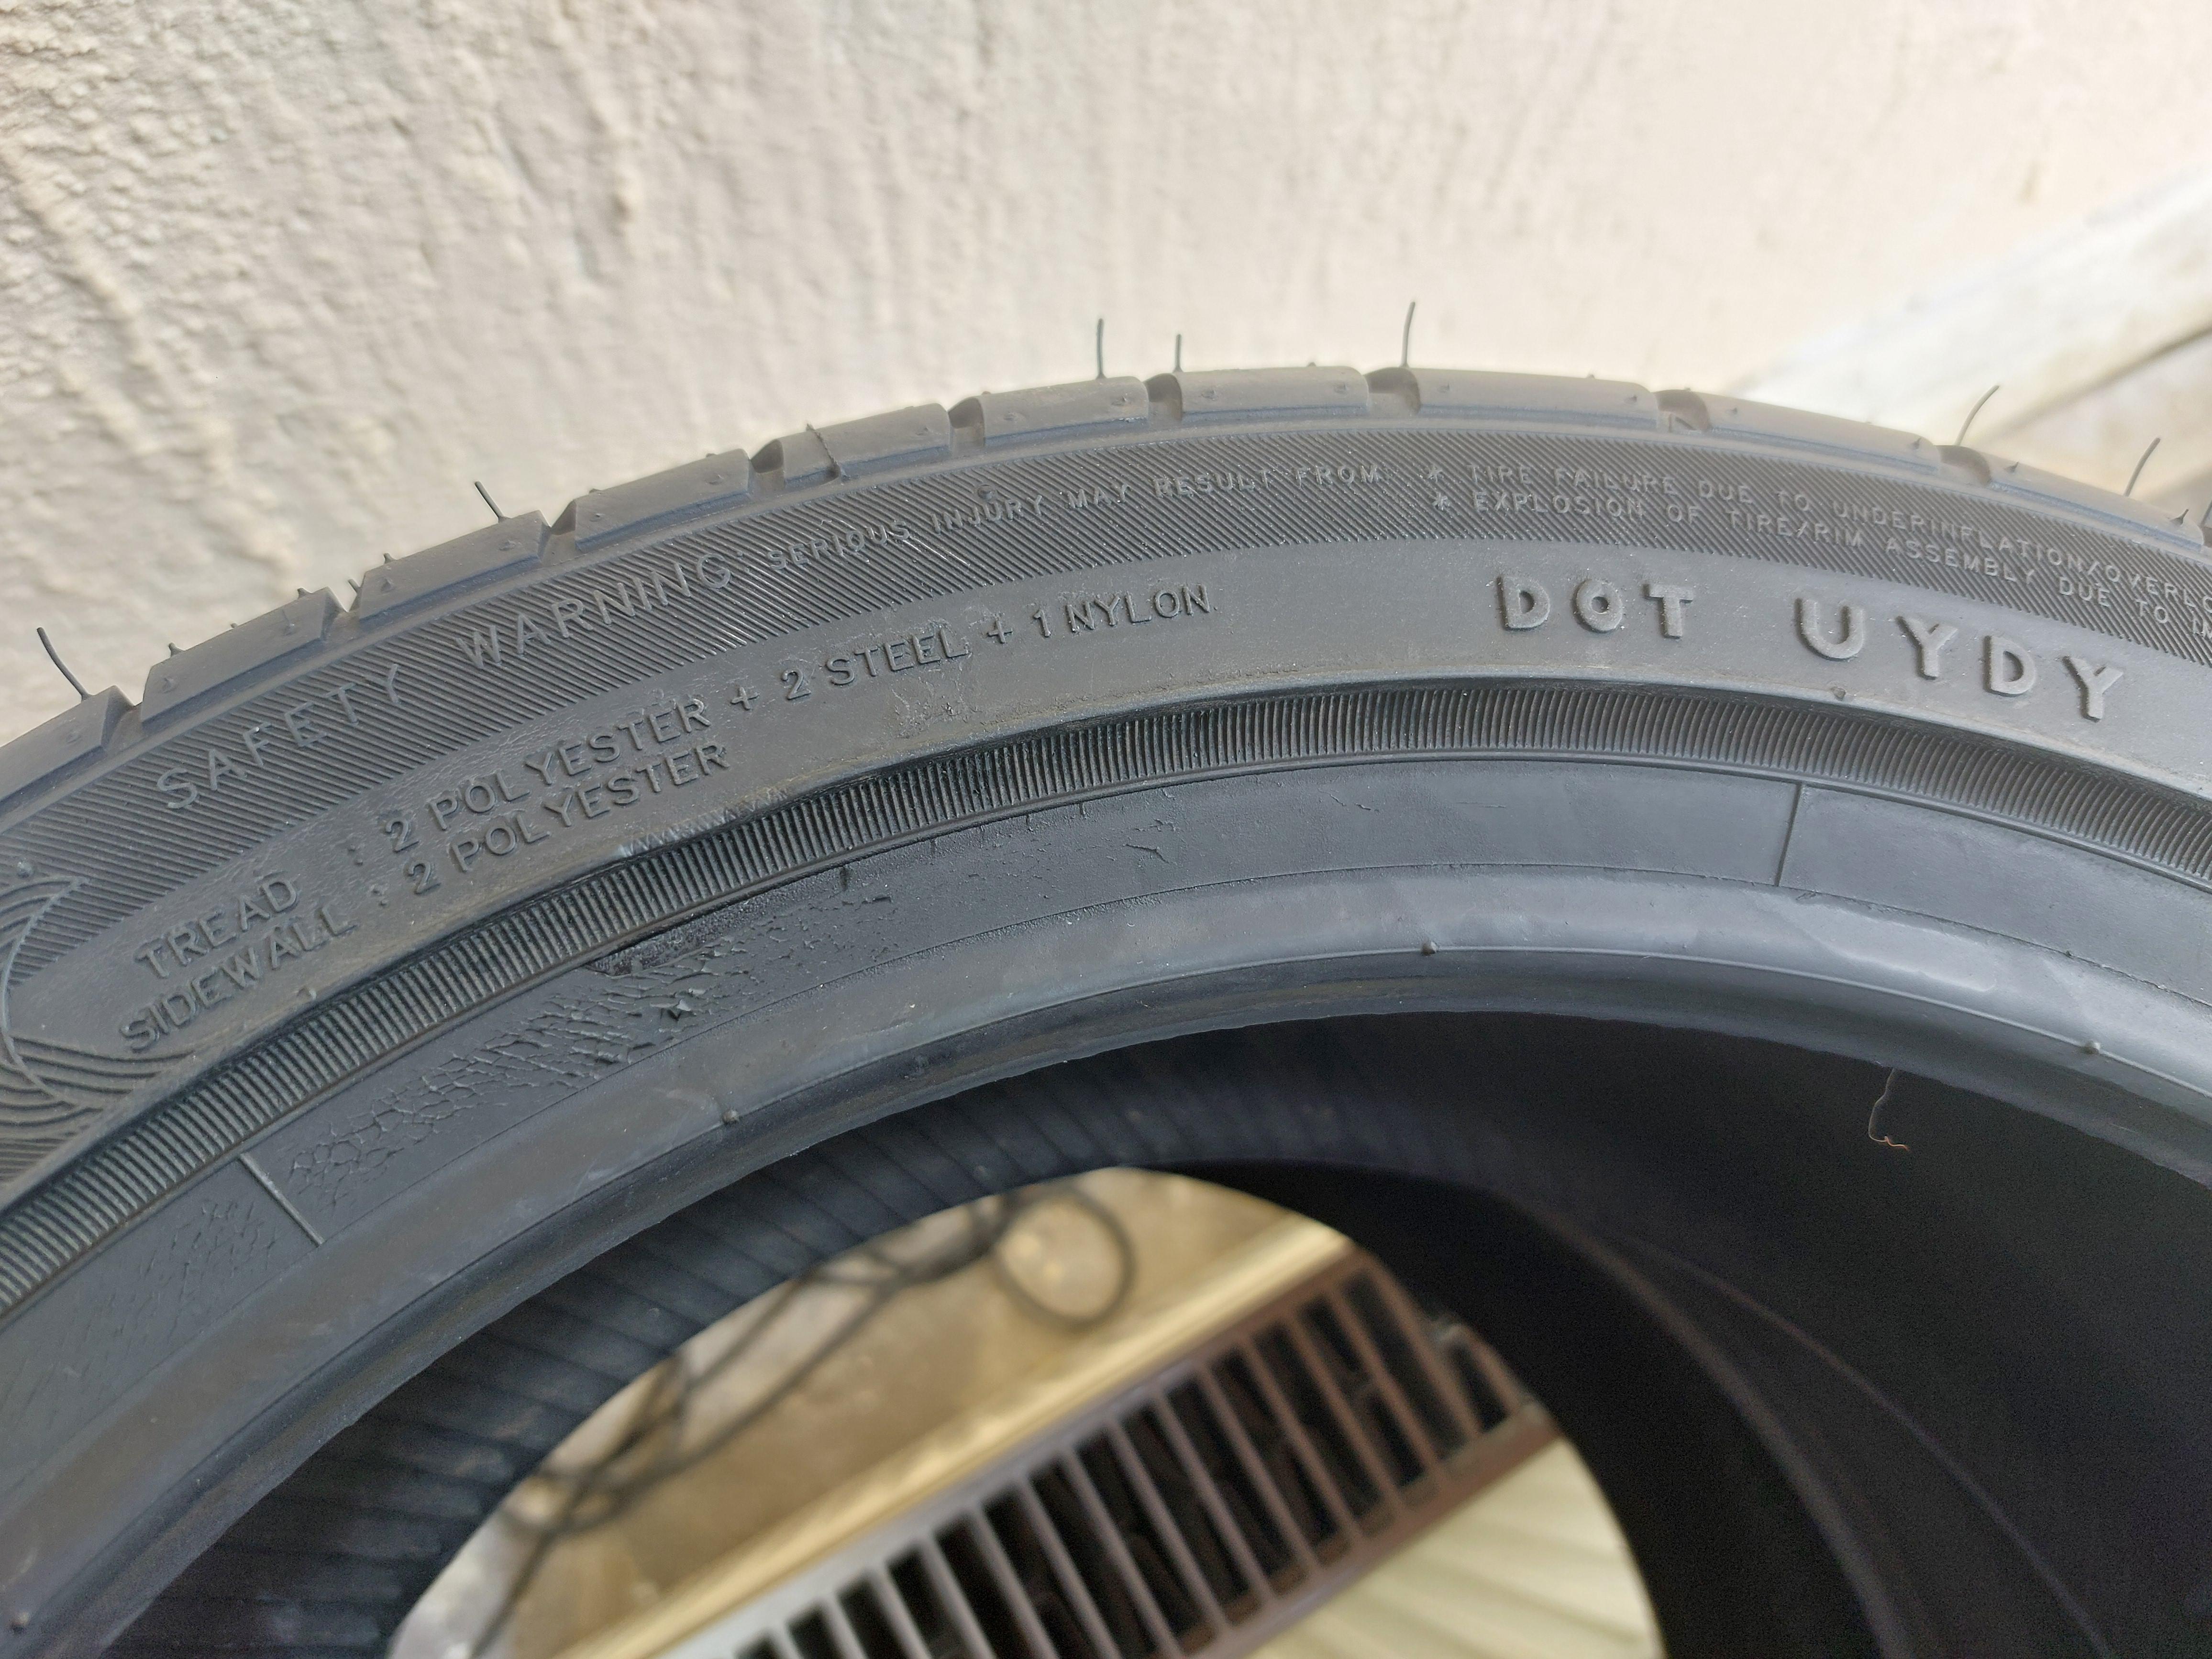 SAFETY WARNING SERIOUS INJURY MAY RESULT FROM * TIRE FAILURE DUE TO UNDERINFLATION/OVERL
* EXPLOSION OF TIRE/RIM ASSEMBLY DUE TO M
TREAD : 2 POLYESTER + 2 STEEL + 1 NYLON
SIDEWALL : 2 POLYESTER
DOT UYDY